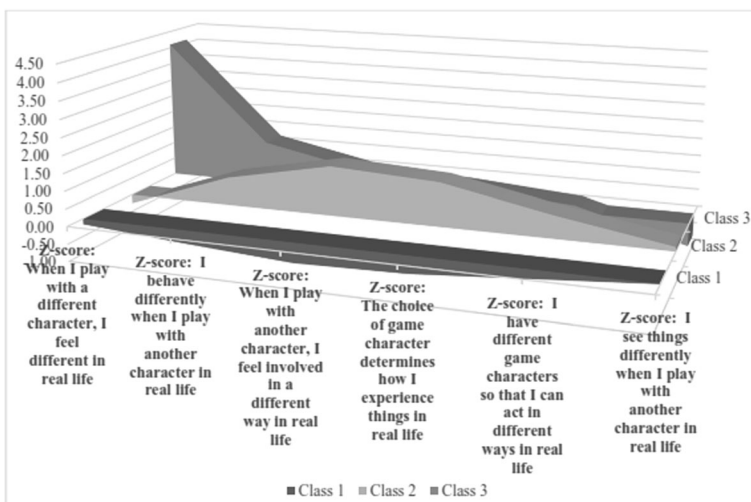 4.50
4.00
3.50
3.00
2.50
2.00
1.50
1.00
0.50
0.00
-0.50
-1.00
Z-score:
When I play
with a
different
character, I
feel
different in
real life
Z-score: I
behave
differently
when I play
with
another
character in
real life
Z-score:
When I play
with
another
character, I
feel involved
in a
different
way in real
life
Z-score:
The choice
of game
character
determines
how I
experience
things in
real life
Z-score: I
have
different
game
characters
so that I can
act in
different
ways in real
life
Z-score: I
see things
differently
when I play
with
another
character in
real life
Class 3
Class 2
Class 1
Class 1 Class 2 Class 3